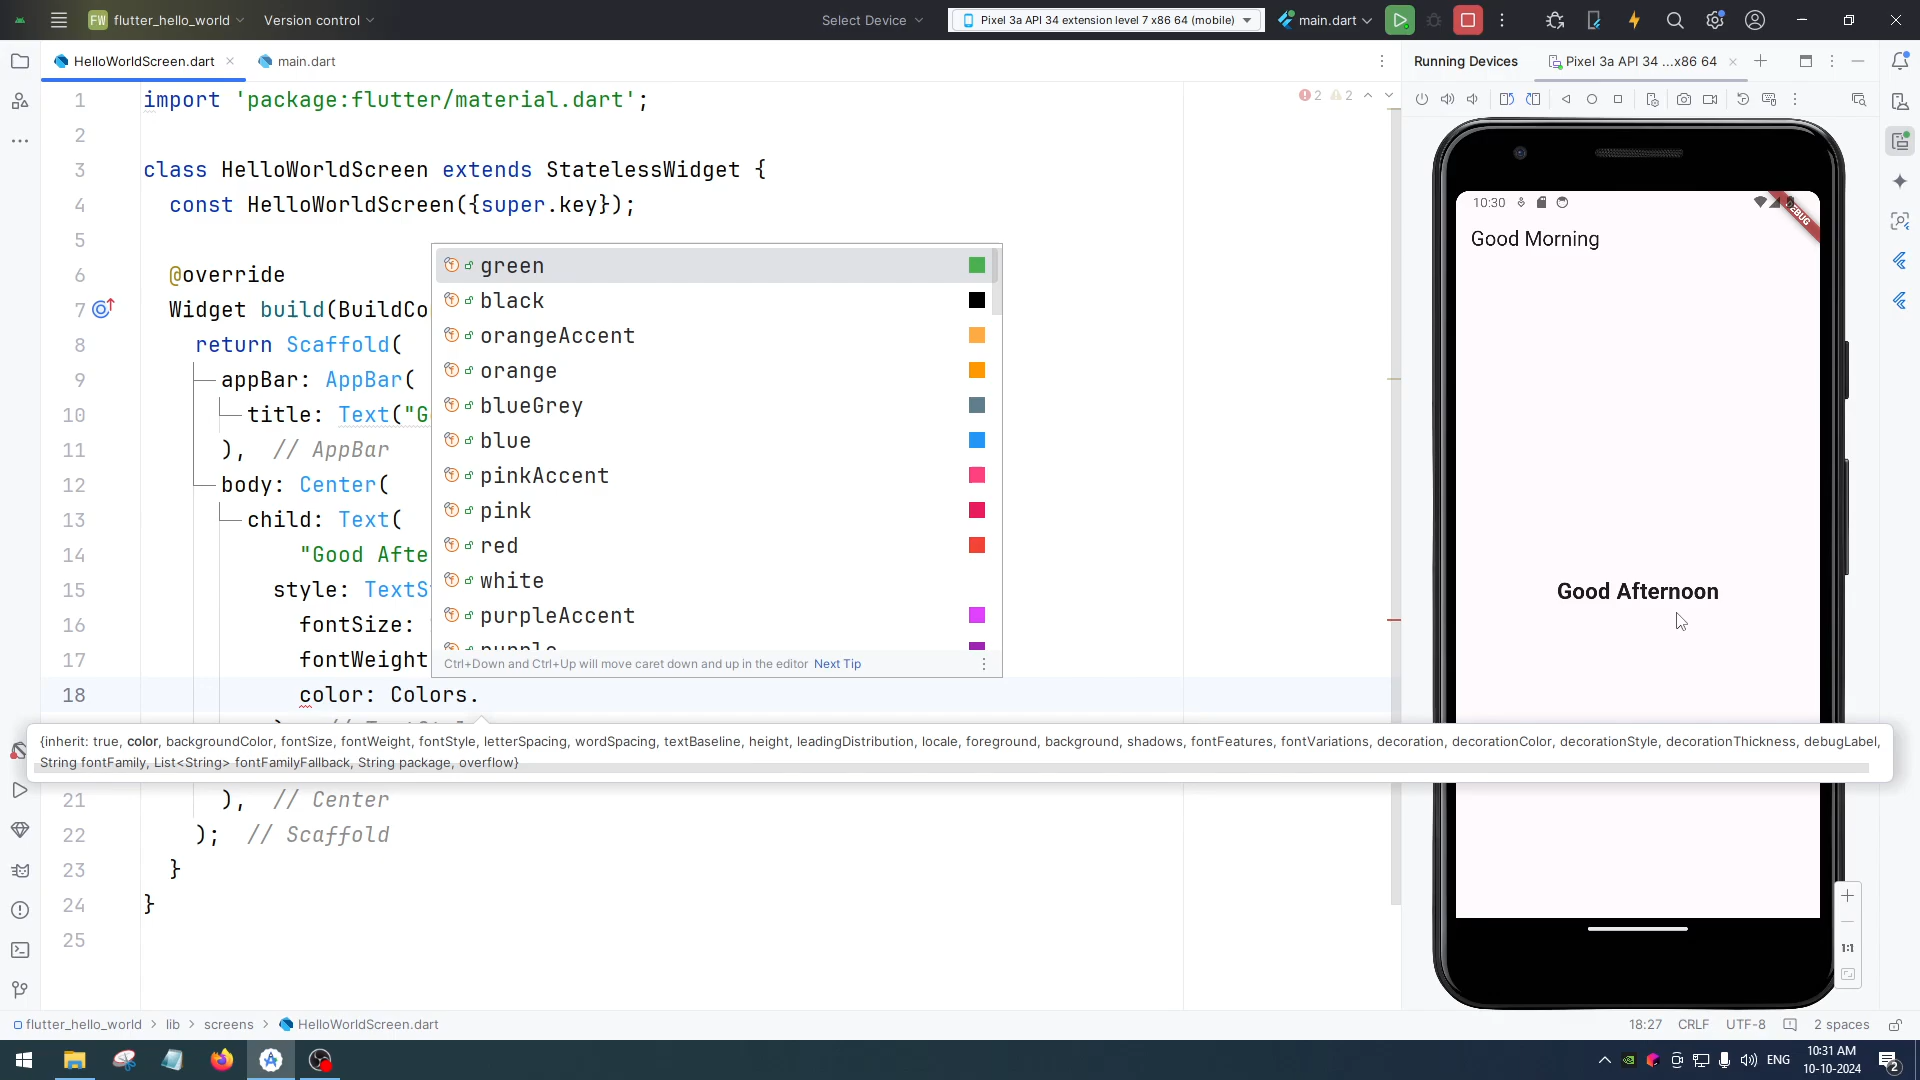 FW flutter_hello_world Version control Select Device Pixel 3a API 34 extension level 7 x86 64 (mobile) main.dart
HelloWorldScreen.dart main.dart Running Devices Pixel 3a API 34 ...x86 64
2 2
1 import 'package:flutter/material.dart';
2
3 class HelloWorldScreen extends StatelessWidget {
4 const HelloWorldScreen({super.key});
5
6 @override
7 Widget build(BuildCo
8 return Scaffold(
9 appBar: AppBar(
10 title: Text("G
11 ), // AppBar
12 body: Center(
13 child: Text(
14 "Good Afte
15 style: TextS
16 fontSize:
17 fontWeight
18 color: Colors.
21 ), // Center
22 ); // Scaffold
23 }
24 }
25
green
black
orangeAccent
orange
blueGrey
blue
pinkAccent
pink
red
white
purpleAccent
purple
Ctrl+Down and Ctrl+Up will move caret down and up in the editor Next Tip
{inherit: true, color, backgroundColor, fontSize, fontWeight, fontStyle, letterSpacing, wordSpacing, textBaseline, height, leadingDistribution, locale, foreground, background, shadows, fontFeatures, fontVariations, decoration, decorationColor, decorationStyle, decorationThickness, debugLabel,
String fontFamily, List<String> fontFamilyFallback, String package, overflow}
10:30
DEBUG
Good Morning
Good Afternoon
1:1
flutter_hello_world > lib > screens > HelloWorldScreen.dart 18:27 CRLF UTF-8 2 spaces
ENG 10:31 AM
10-10-2024
2